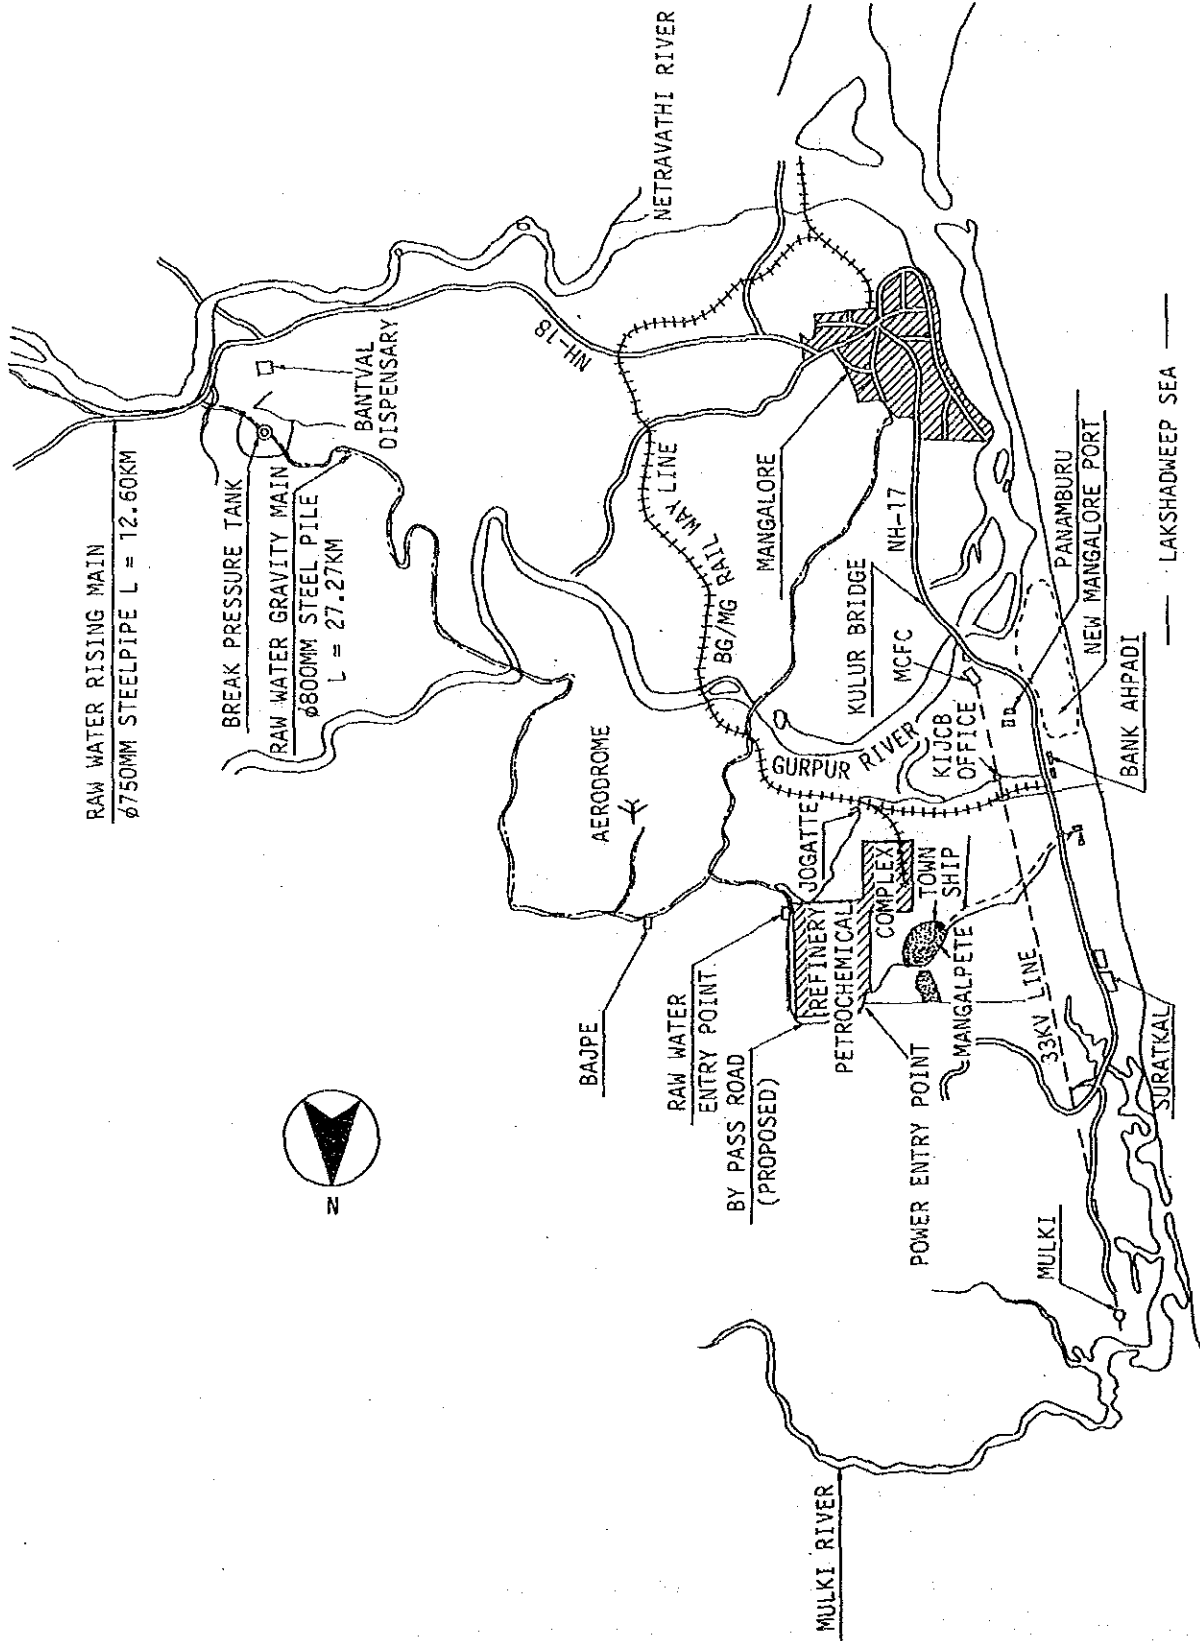 RAW WATER RISING MAIN
ø750MM STEELPIPE L = 12.60KM
BREAK PRESSURE TANK
RAW WATER GRAVITY MAIN
ø800MM STEEL PILE
L = 27.27KM
BANTVAL
DISPENSARY
NETRAVATHI RIVER
NH-18
BG/MG RAIL WAY LINE
MANGALORE
NH-17
KULUR BRIDGE
MCFC
GURPUR RIVER
KIJCB
OFFICE
PANAMBURU
NEW MANGALORE PORT
BANK AHPADI
LAKSHADWEEP SEA
AERODROME
BAJPE
JOGATTE
RAW WATER
ENTRY POINT
REFINERY
PETROCHEMICAL
COMPLEX
TOWN
SHIP
BY PASS ROAD
(PROPOSED)
POWER ENTRY POINT
MANGALPETE
33KV LINE
SURATKAL
MULKI
MULKI RIVER
N